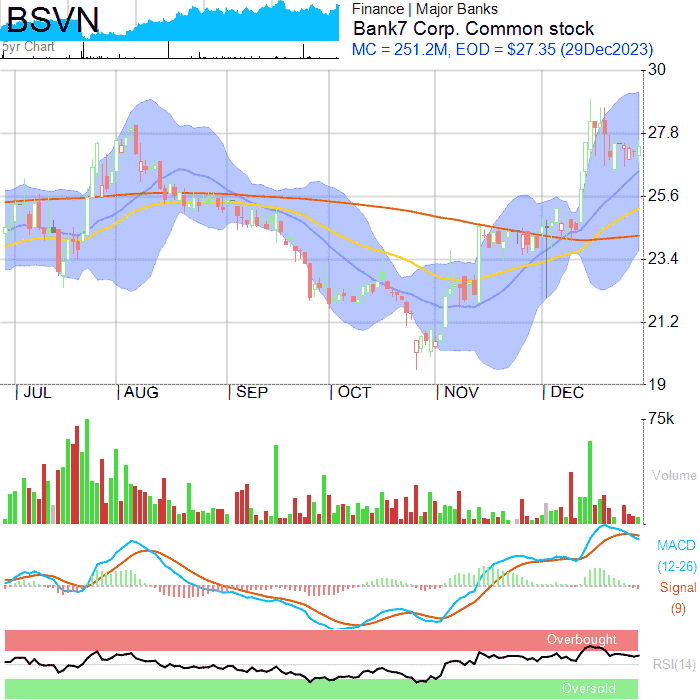 BSVN
5yr Chart
Finance | Major Banks
Bank7 Corp. Common stock
MC = 251.2M, EOD = $27.35 (29Dec2023)
30
27.8
25.6
23.4
21.2
19
JUL AUG SEP OCT NOV DEC
75k
Volume
MACD
(12-26)
Signal
(9)
Overbought
RSI(14)
Oversold